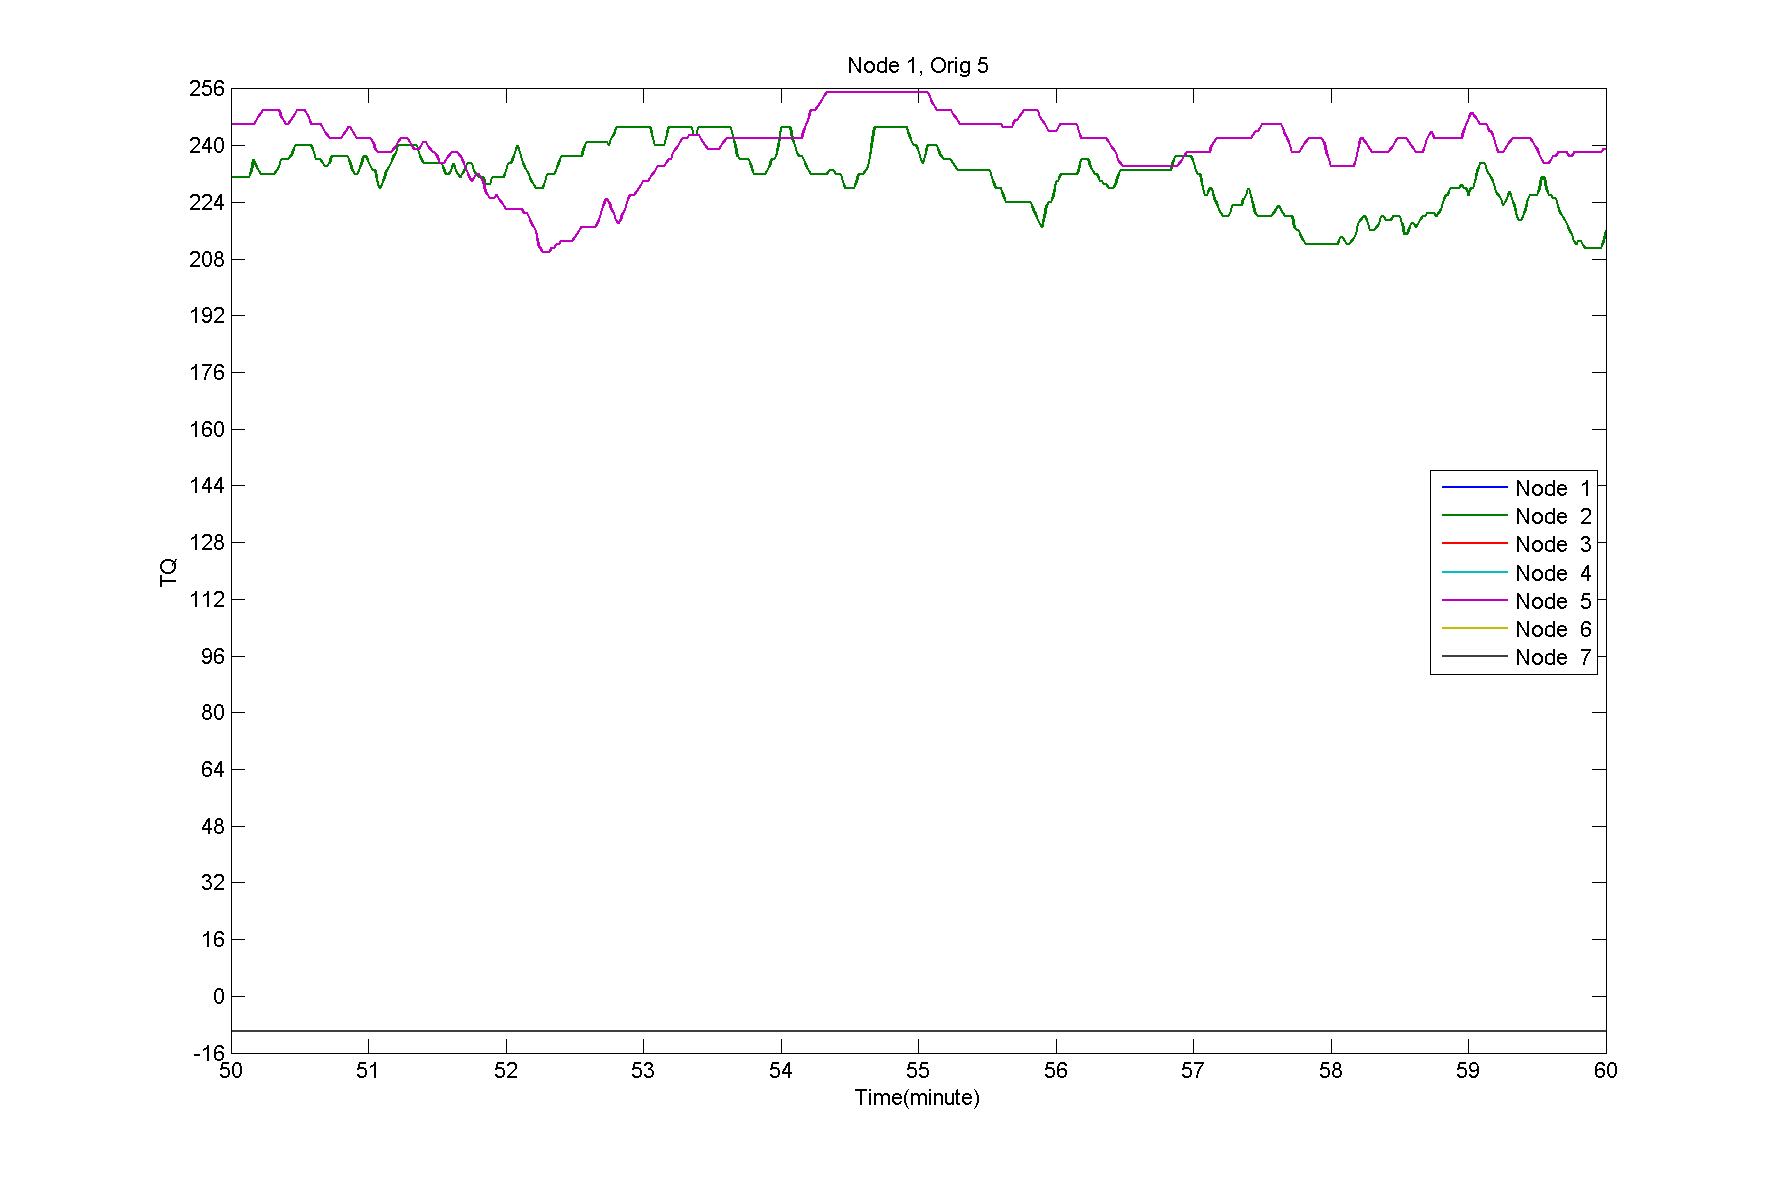 Node 1, Orig 5
256
240
224
208
192
176
160
144
128
112
96
80
64
48
32
16
0
-16
TQ
Node 1
Node 2
Node 3
Node 4
Node 5
Node 6
Node 7
50 51 52 53 54 55 56 57 58 59 60
Time(minute)